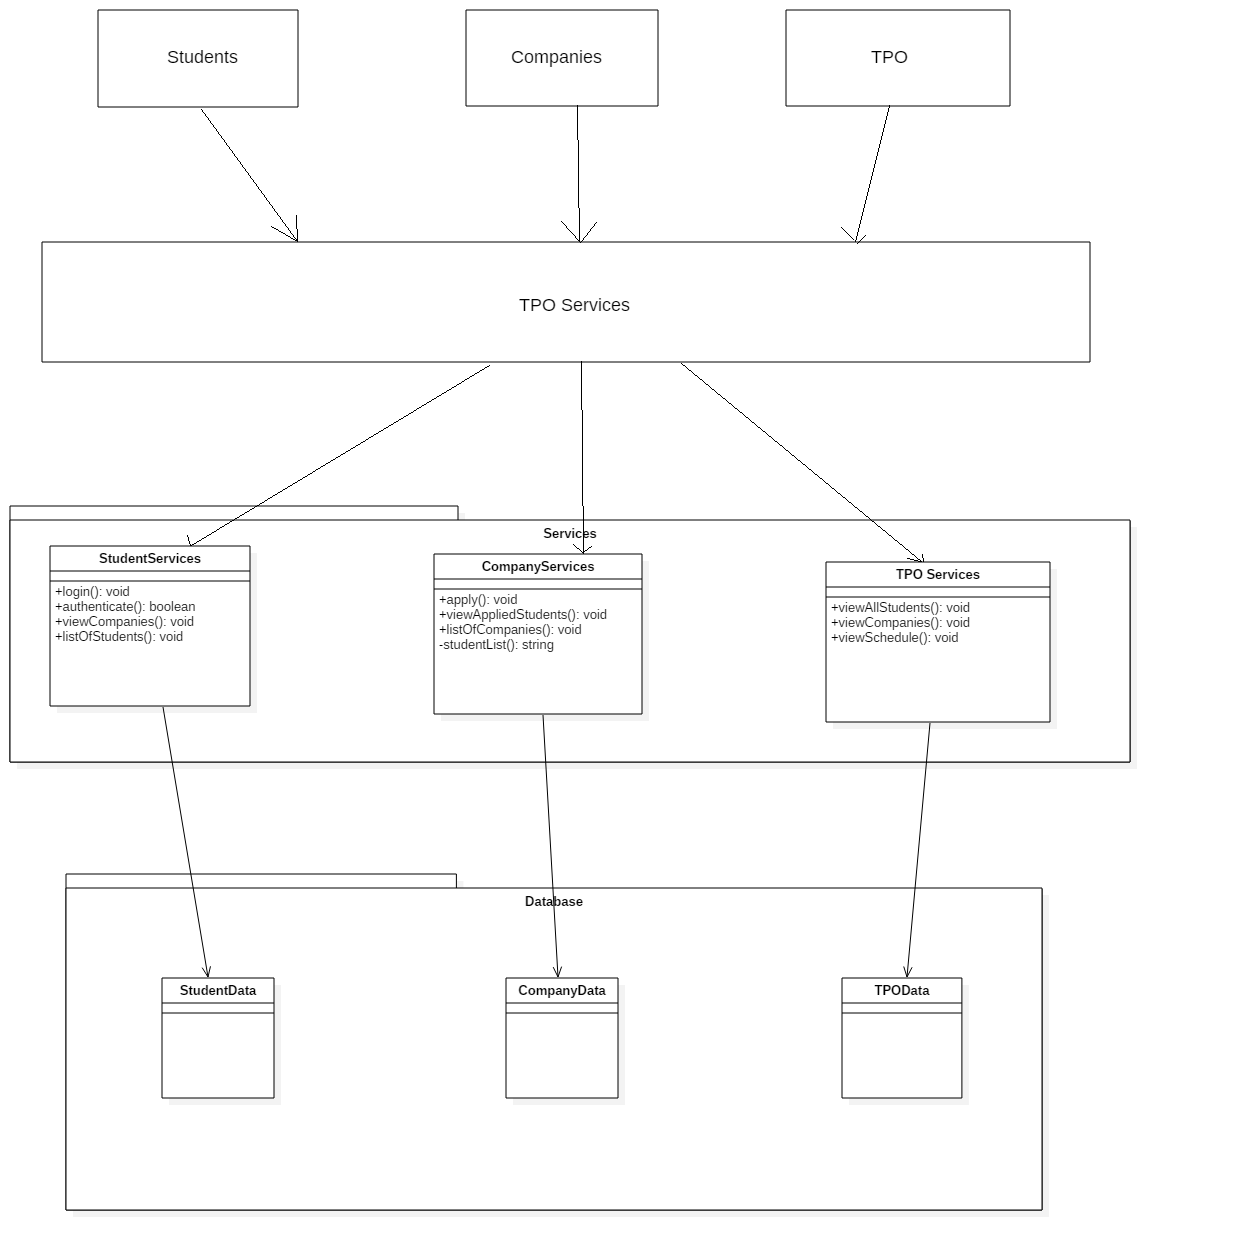 Students
Companies
TPO
TPO Services
Services
StudentServices
+login(): void
+authenticate(): boolean
+viewCompanies(): void
+listOfStudents(): void
CompanyServices
+apply(): void
+viewAppliedStudents(): void
+listOfCompanies(): void
-studentList(): string
TPO Services
+viewAllStudents(): void
+viewCompanies(): void
+viewSchedule(): void
Database
StudentData
CompanyData
TPOData